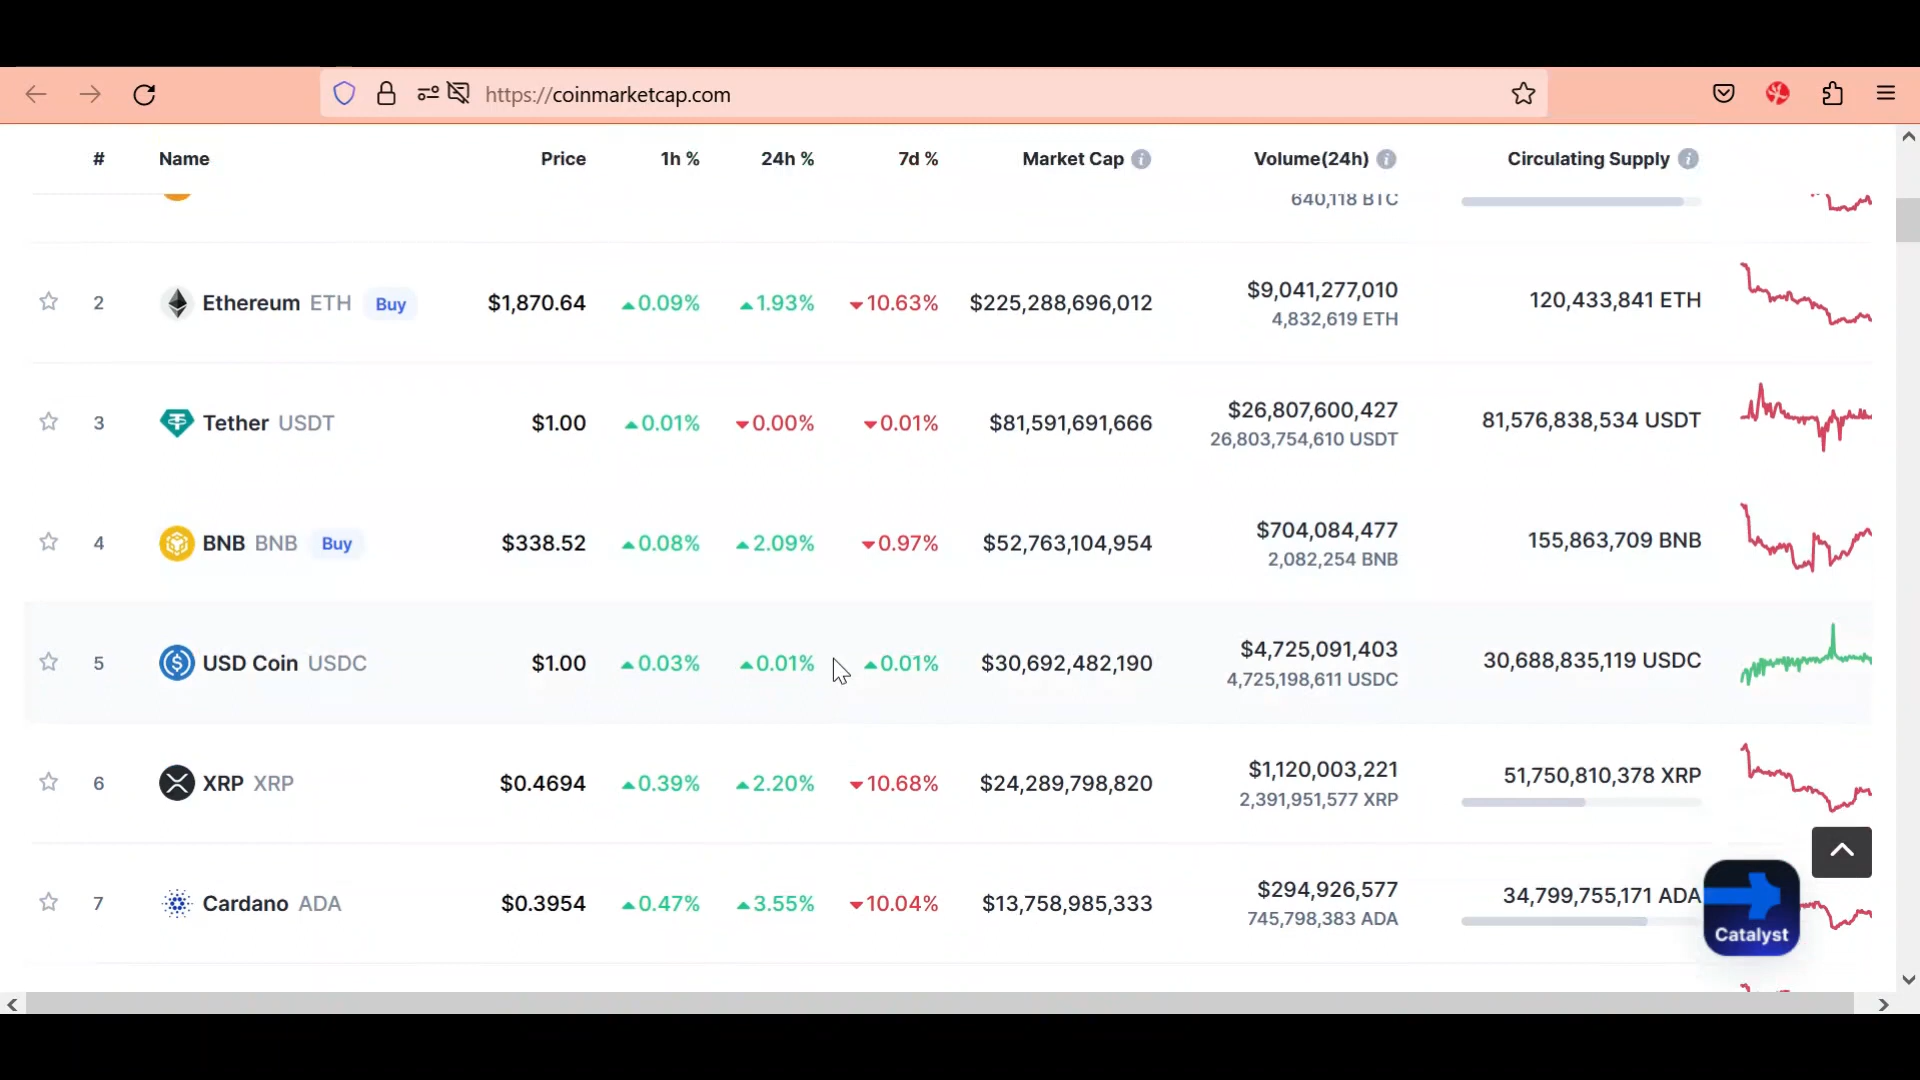 https://coinmarketcap.com
# Name Price 1h % 24h % 7d % Market Cap Volume(24h) Circulating Supply
640,118 BTC
2 Ethereum ETH Buy $1,870.64 0.09% 1.93% 10.63% $225,288,696,012 $9,041,277,010 120,433,841 ETH
4,832,619 ETH
3 Tether USDT $1.00 0.01% 0.00% 0.01% $81,591,691,666 $26,807,600,427 81,576,838,534 USDT
26,803,754,610 USDT
4 BNB BNB Buy $338.52 0.08% 2.09% 0.97% $52,763,104,954 $704,084,477 155,863,709 BNB
2,082,254 BNB
5 USD Coin USDC $1.00 0.03% 0.01% 0.01% $30,692,482,190 $4,725,091,403 30,688,835,119 USDC
4,725,198,611 USDC
6 XRP XRP $0.4694 0.39% 2.20% 10.68% $24,289,798,820 $1,120,003,221 51,750,810,378 XRP
2,391,951,577 XRP
7 Cardano ADA $0.3954 0.47% 3.55% 10.04% $13,758,985,333 $294,926,577 34,799,755,171 ADA
745,798,383 ADA
Catalyst